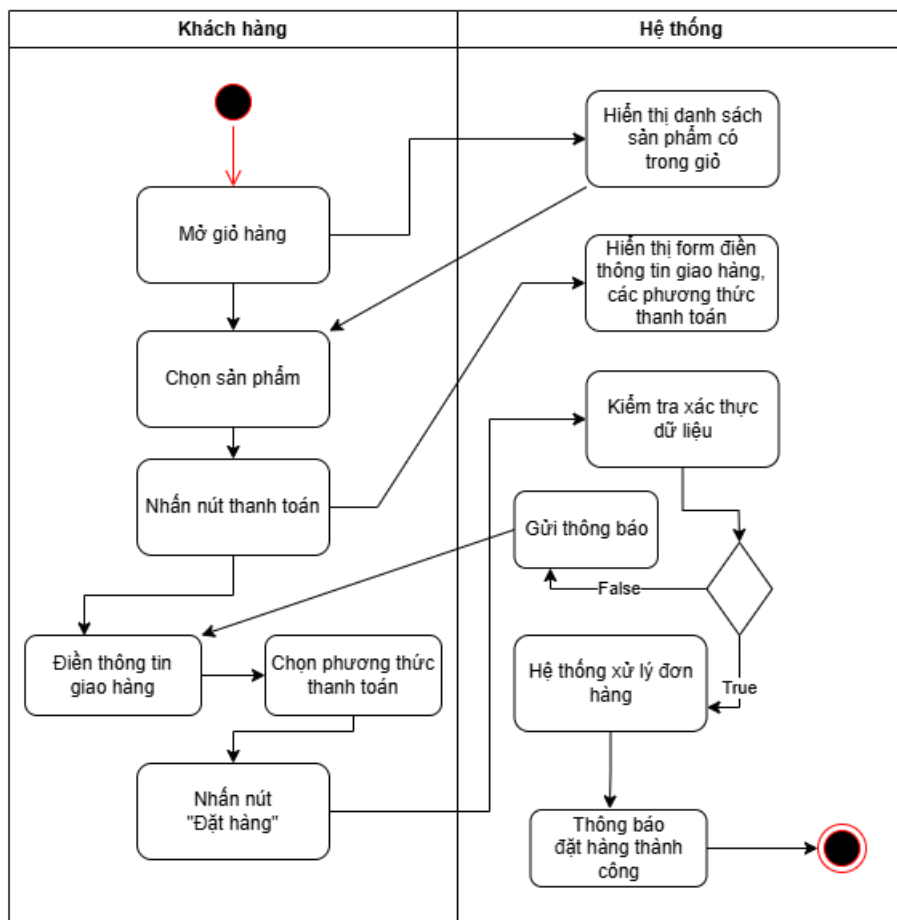 Khách hàng
Hệ thống
Hiển thị danh sách
sản phẩm có
trong giỏ
Mở giỏ hàng
Hiển thị form điền
thông tin giao hàng,
các phương thức
thanh toán
Chọn sản phẩm
Kiểm tra xác thực
dữ liệu
Nhấn nút thanh toán
Gửi thông báo
False
Điền thông tin
giao hàng
Chọn phương thức
thanh toán
Hệ thống xử lý đơn
hàng
True
Nhấn nút
"Đặt hàng"
Thông báo
đặt hàng thành
công